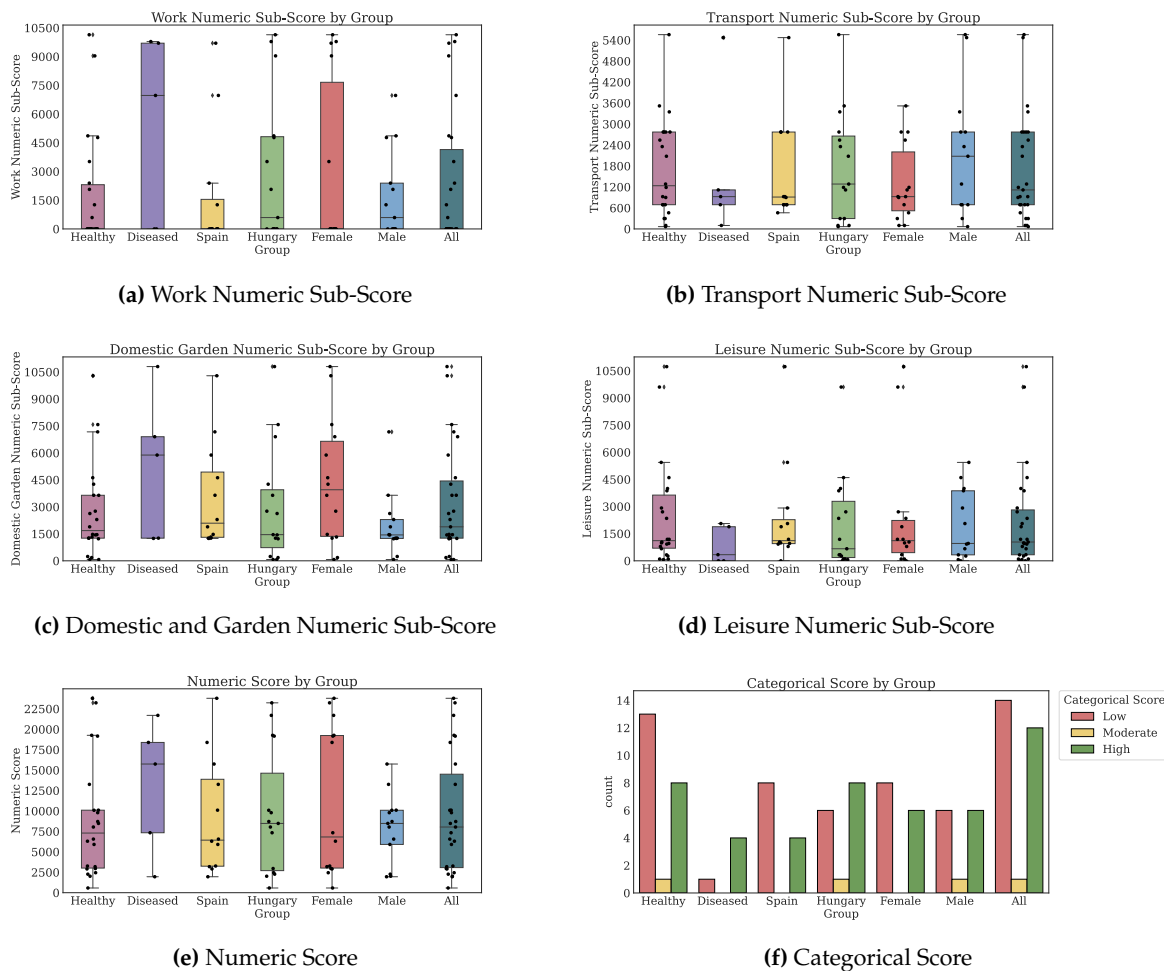 Work Numeric Sub-Score by Group
Work Numeric Sub-Score
10500
9000
7500
6000
4500
3000
1500
0
Healthy Diseased Spain Hungary Female Male All
Group
(a) Work Numeric Sub-Score
Transport Numeric Sub-Score by Group
Transport Numeric Sub-Score
5400
4800
4200
3600
3000
2400
1800
1200
600
0
Healthy Diseased Spain Hungary Female Male All
Group
(b) Transport Numeric Sub-Score
Domestic Garden Numeric Sub-Score by Group
Domestic Garden Numeric Sub-Score
10500
9000
7500
6000
4500
3000
1500
0
Healthy Diseased Spain Hungary Female Male All
Group
(c) Domestic and Garden Numeric Sub-Score
Leisure Numeric Sub-Score by Group
Leisure Numeric Sub-Score
10500
9000
7500
6000
4500
3000
1500
0
Healthy Diseased Spain Hungary Female Male All
Group
(d) Leisure Numeric Sub-Score
Numeric Score by Group
Numeric Score
22500
20000
17500
15000
12500
10000
7500
5000
2500
0
Healthy Diseased Spain Hungary Female Male All
Group
(e) Numeric Score
Categorical Score by Group
count
14
12
10
8
6
4
2
0
Healthy Diseased Spain Hungary Female Male All
Group
Categorical Score
Low
Moderate
High
(f) Categorical Score